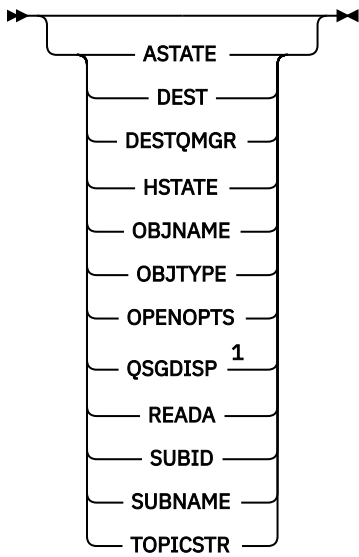 ASTATE
DEST
DESTQMGR
HSTATE
OBJNAME
OBJTYPE
OPENOPTS
QSGDISP 1
READA
SUBID
SUBNAME
TOPICSTR